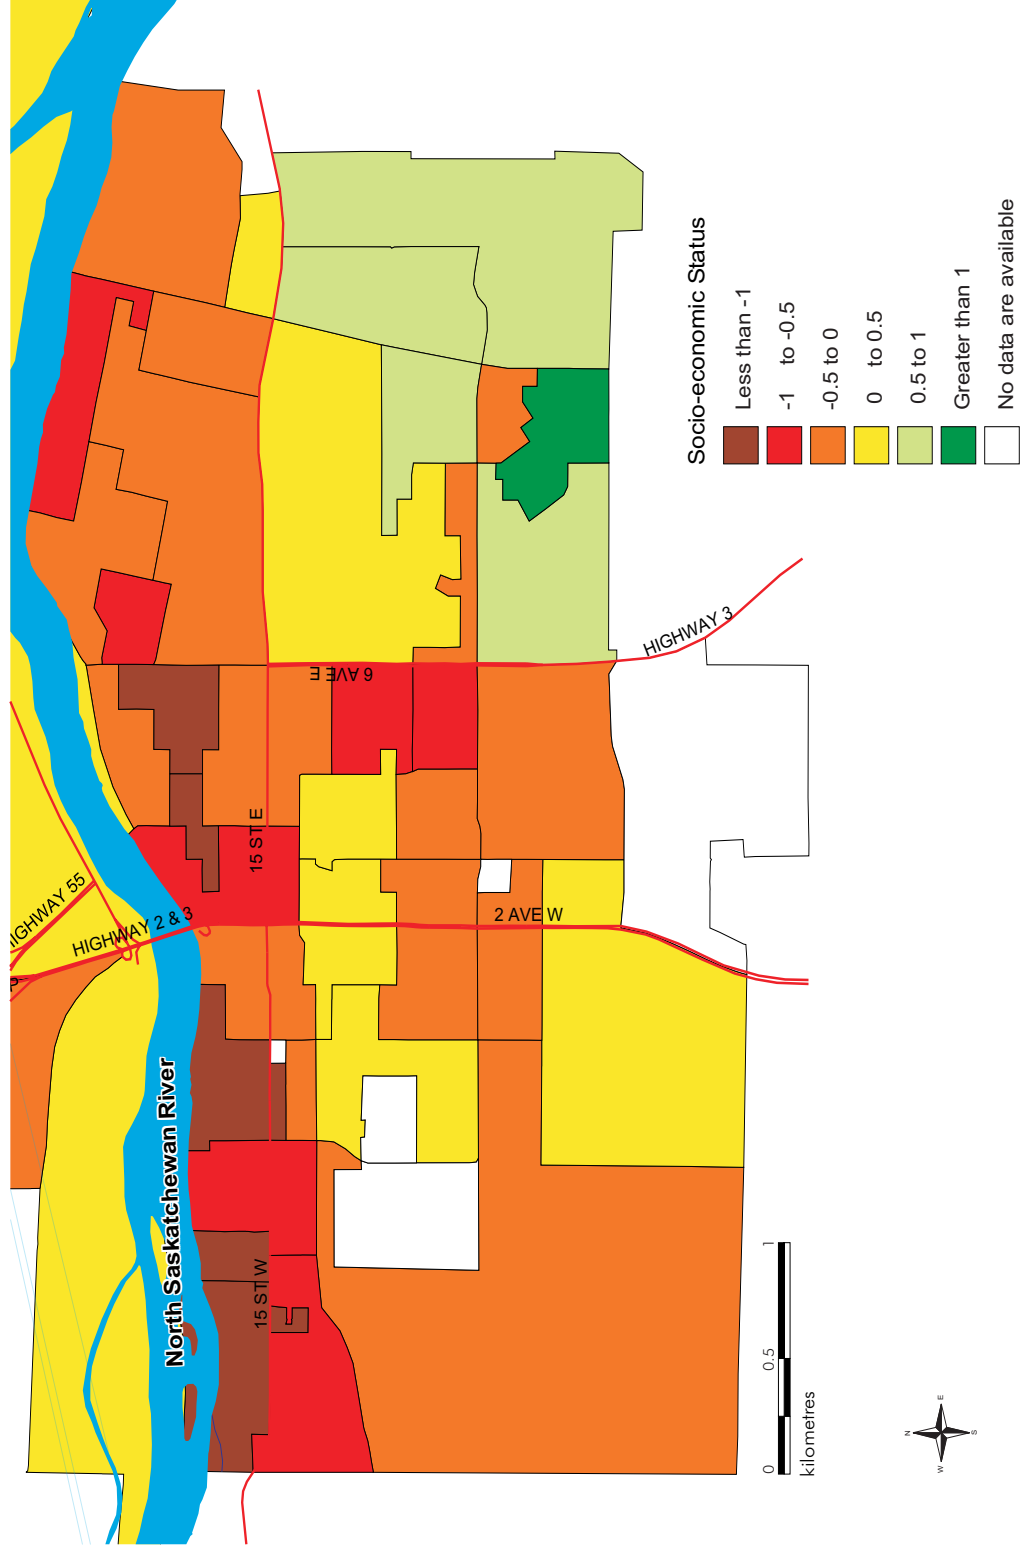 HIGHWAY 55
HIGHWAY 2 & 3
North Saskatchewan River
15 ST E
15 ST W
6 AVE E
2 AVE W
HIGHWAY 3
Socio-economic Status
Less than -1
-1 to -0.5
-0.5 to 0
0 to 0.5
0.5 to 1
Greater than 1
No data are available
0 0.5 1
kilometres
N
W E
S